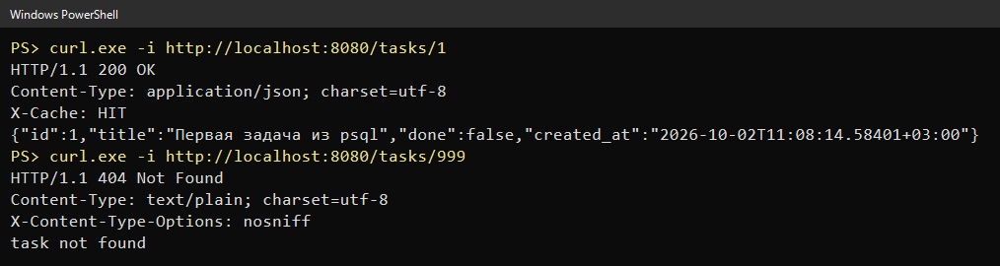 Windows PowerShell
PS> curl.exe -i http://localhost:8080/tasks/1
HTTP/1.1 200 OK
Content-Type: application/json; charset=utf-8
X-Cache: HIT
{"id":1,"title":"Первая задача из psql","done":false,"created_at":"2026-10-02T11:08:14.58401+03:00"}
PS> curl.exe -i http://localhost:8080/tasks/999
HTTP/1.1 404 Not Found
Content-Type: text/plain; charset=utf-8
X-Content-Type-Options: nosniff
task not found